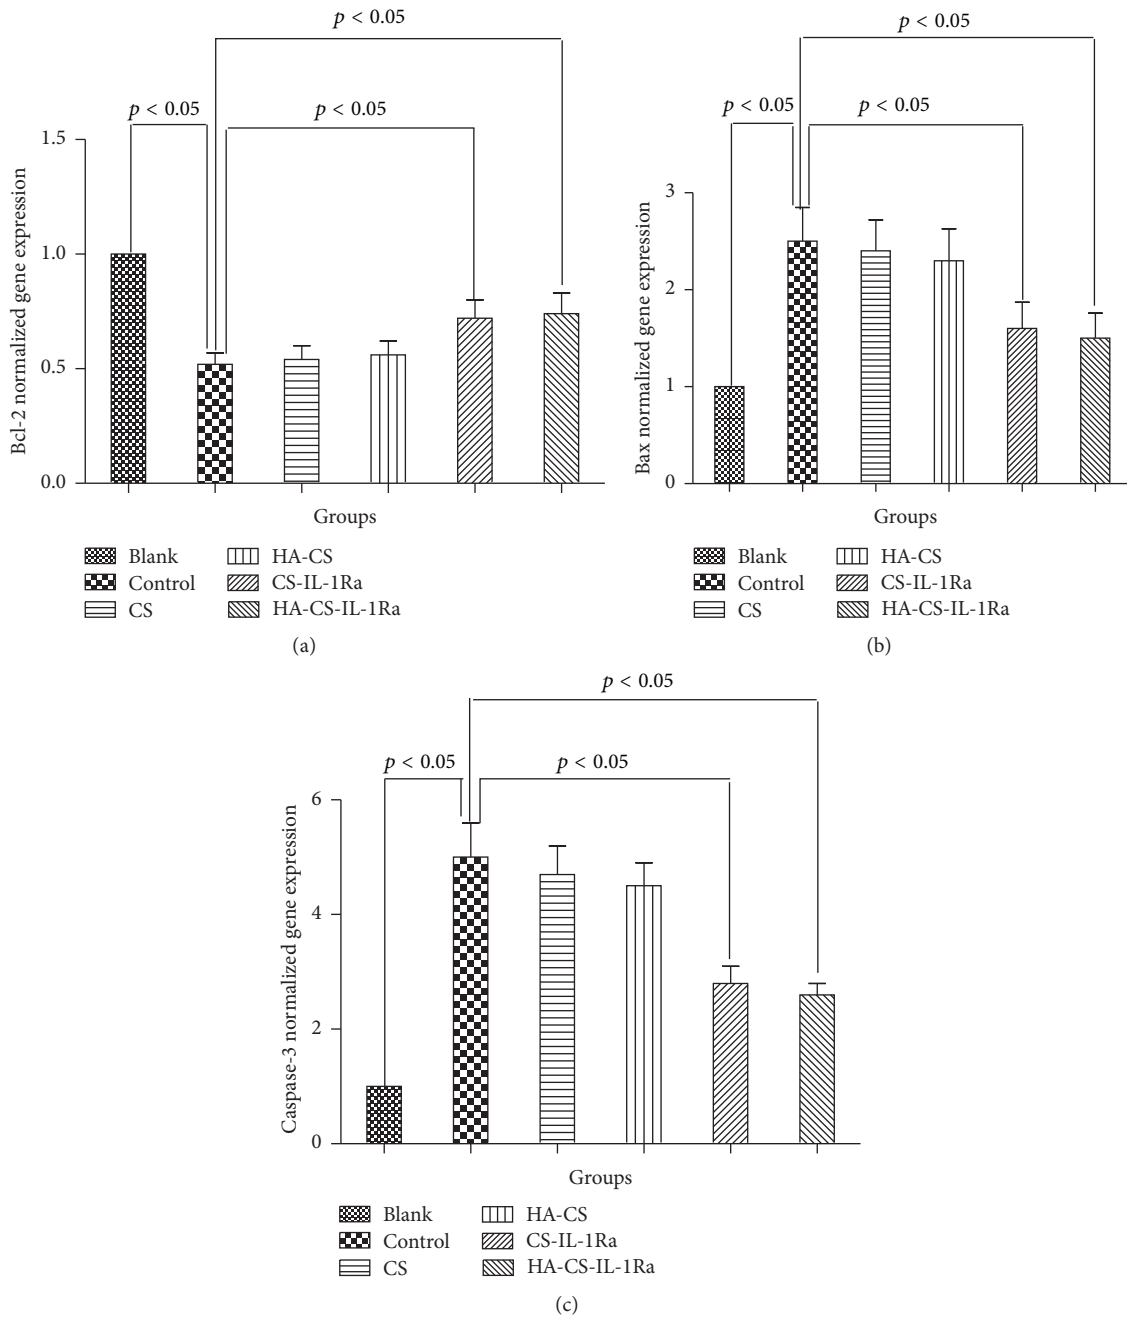 p < 0.05
p < 0.05
p < 0.05
1.5
1.0
0.5
0.0
Bcl-2 normalized gene expression
Groups
Blank
Control
CS
HA-CS
CS-IL-1Ra
HA-CS-IL-1Ra
(a)
p < 0.05
p < 0.05
p < 0.05
3
2
1
0
Bax normalized gene expression
Groups
Blank
Control
CS
HA-CS
CS-IL-1Ra
HA-CS-IL-1Ra
(b)
p < 0.05
p < 0.05
p < 0.05
6
4
2
0
Caspase-3 normalized gene expression
Groups
Blank
Control
CS
HA-CS
CS-IL-1Ra
HA-CS-IL-1Ra
(c)